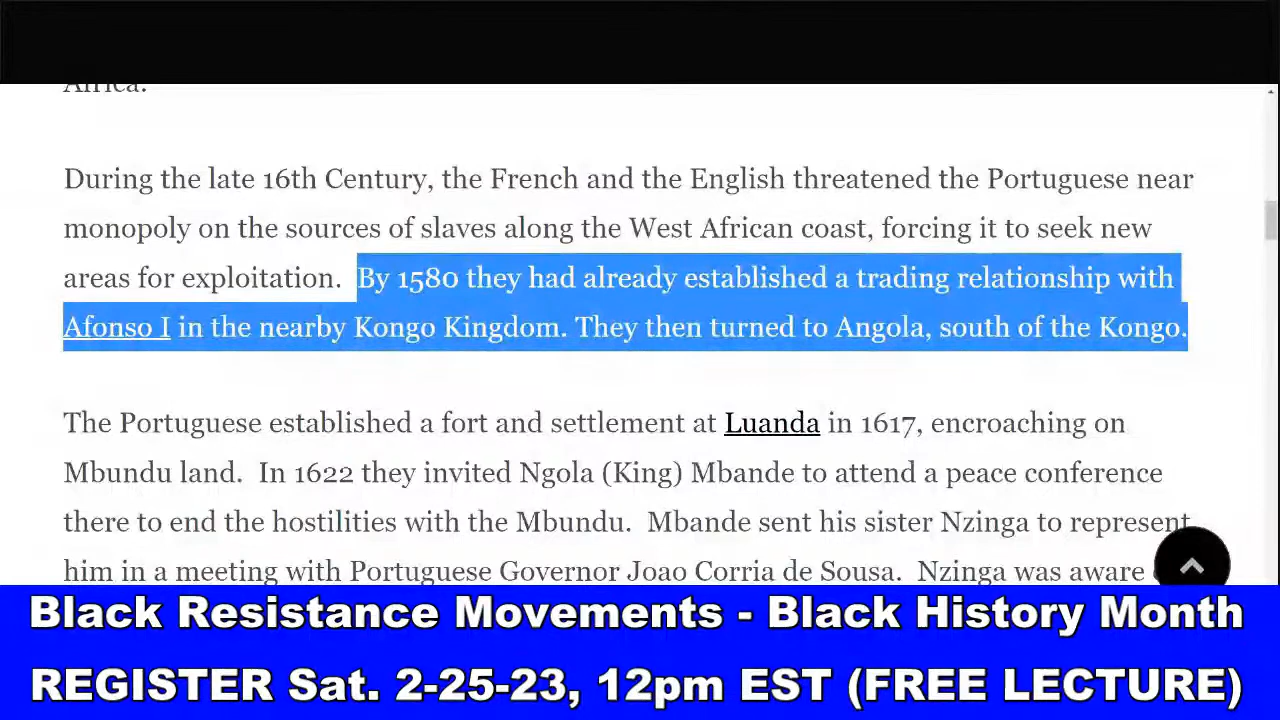 Africa.
During the late 16th Century, the French and the English threatened the Portuguese near
monopoly on the sources of slaves along the West African coast, forcing it to seek new
areas for exploitation. By 1580 they had already established a trading relationship with
Afonso I in the nearby Kongo Kingdom. They then turned to Angola, south of the Kongo.
The Portuguese established a fort and settlement at Luanda in 1617, encroaching on
Mbundu land. In 1622 they invited Ngola (King) Mbande to attend a peace conference
there to end the hostilities with the Mbundu. Mbande sent his sister Nzinga to represent
him in a meeting with Portuguese Governor Joao Corria de Sousa. Nzinga was aware
Black Resistance Movements - Black History Month
REGISTER Sat. 2-25-23, 12pm EST (FREE LECTURE)